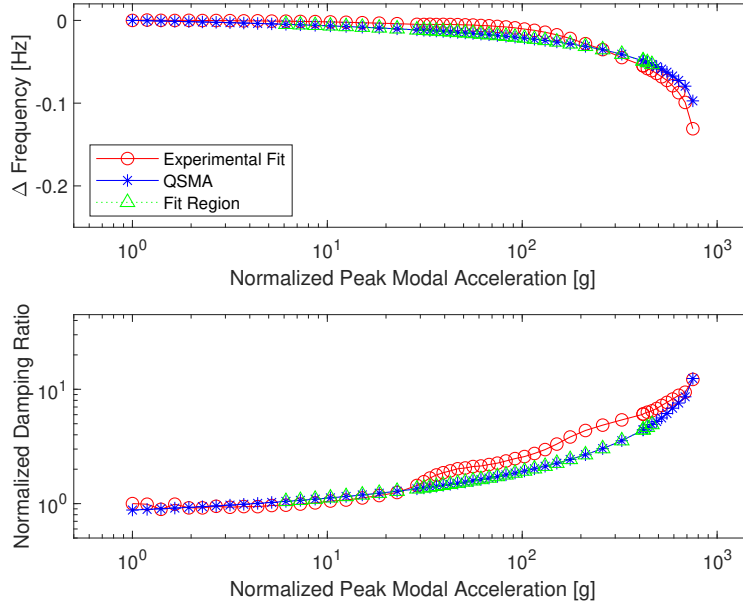 0
-0.1
-0.2
Δ Frequency [Hz]
Experimental Fit
QSMA
Fit Region
10^0 10^1 10^2 10^3
Normalized Peak Modal Acceleration [g]
10^1
10^0
Normalized Damping Ratio
10^0 10^1 10^2 10^3
Normalized Peak Modal Acceleration [g]